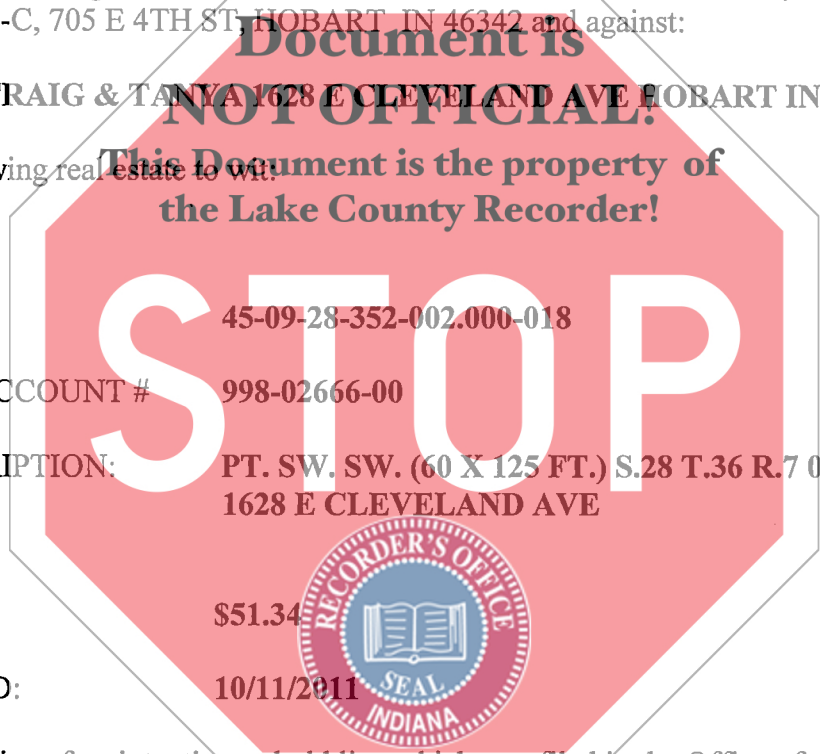 -C, 705 E 4TH ST, HOBART IN 46342 and against:
Document is
RAIG & TANYA 1628 E CLEVELAND AVE HOBART IN
NOT OFFICIAL!
ing real estate to wit:
This Document is the property of
the Lake County Recorder!
STOP
45-09-28-352-002.000-018
CCOUNT # 998-02666-00
IPTION: PT. SW. SW. (60 X 125 FT.) S.28 T.36 R.7 0
1628 E CLEVELAND AVE
RECORDER'S OFFICE
$51.34
SEAL
D: 10/11/2011
INDIANA